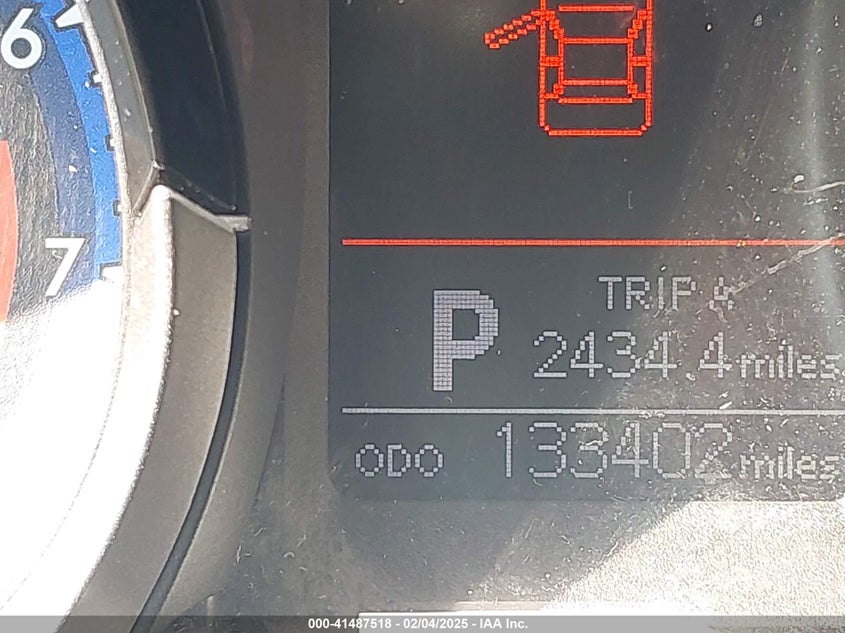 6
7
P
TRIP A
2434.4 miles
ODO 133402 miles
000-41487518 - 02/04/2025 - IAA Inc.